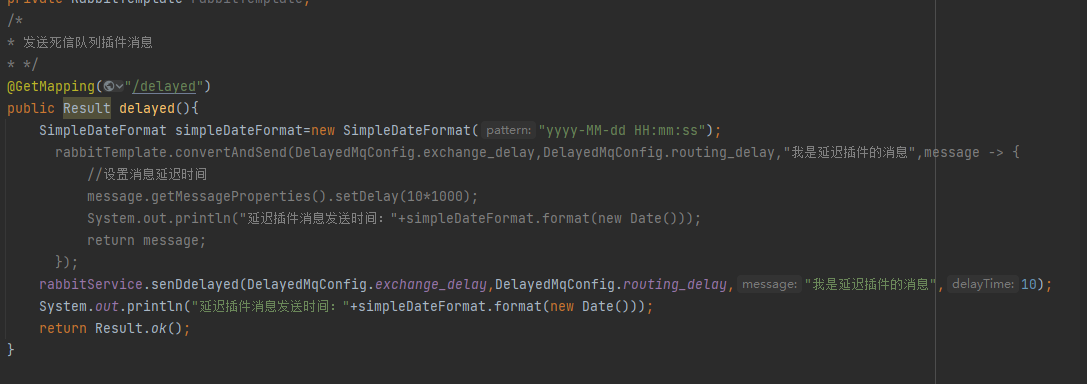 private RabbitTemplate rabbitTemplate;
/*
* 发送死信队列插件消息
* */
@GetMapping("/delayed")
public Result delayed(){
SimpleDateFormat simpleDateFormat=new SimpleDateFormat( pattern: "yyyy-MM-dd HH:mm:ss");
rabbitTemplate.convertAndSend(DelayedMqConfig.exchange_delay,DelayedMqConfig.routing_delay,"我是延迟插件的消息",message -> {
//设置消息延迟时间
message.getMessageProperties().setDelay(10*1000);
System.out.println("延迟插件消息发送时间："+simpleDateFormat.format(new Date()));
return message;
});
rabbitService.senDdelayed(DelayedMqConfig.exchange_delay,DelayedMqConfig.routing_delay, message: "我是延迟插件的消息", delayTime: 10);
System.out.println("延迟插件消息发送时间："+simpleDateFormat.format(new Date()));
return Result.ok();
}